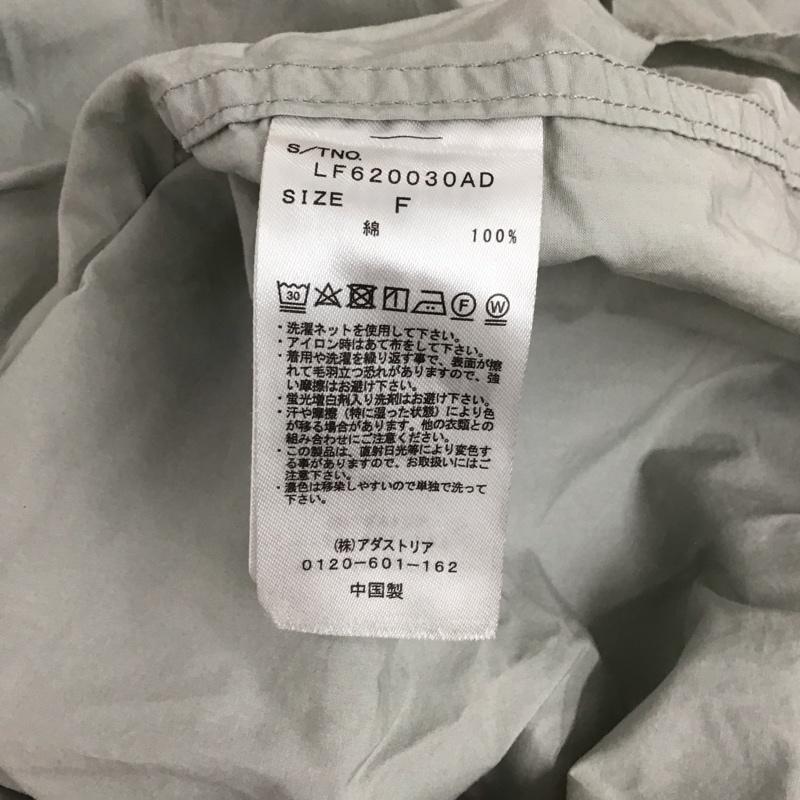 S/TNO.
LF620030AD
SIZE F
綿 100%
30 F W
・洗濯ネットを使用して下さい。
・アイロン時はあて布をして下さい。
・着用や洗濯を繰り返す事で、表面が擦
れて毛羽立つ恐れがありますので、強
い摩擦はお避け下さい。
・蛍光増白剤入り洗剤はお避け下さい。
・汗や摩擦(特に湿った状態)により色
が移る場合があります。他の衣類との
組み合わせにご注意ください。
・この製品は、直射日光等により変色す
る事がありますので、お取扱いにはご
注意下さい。
・濃色は移染しやすいので単独で洗って
下さい。
(株)アダストリア
0120-601-162
中国製